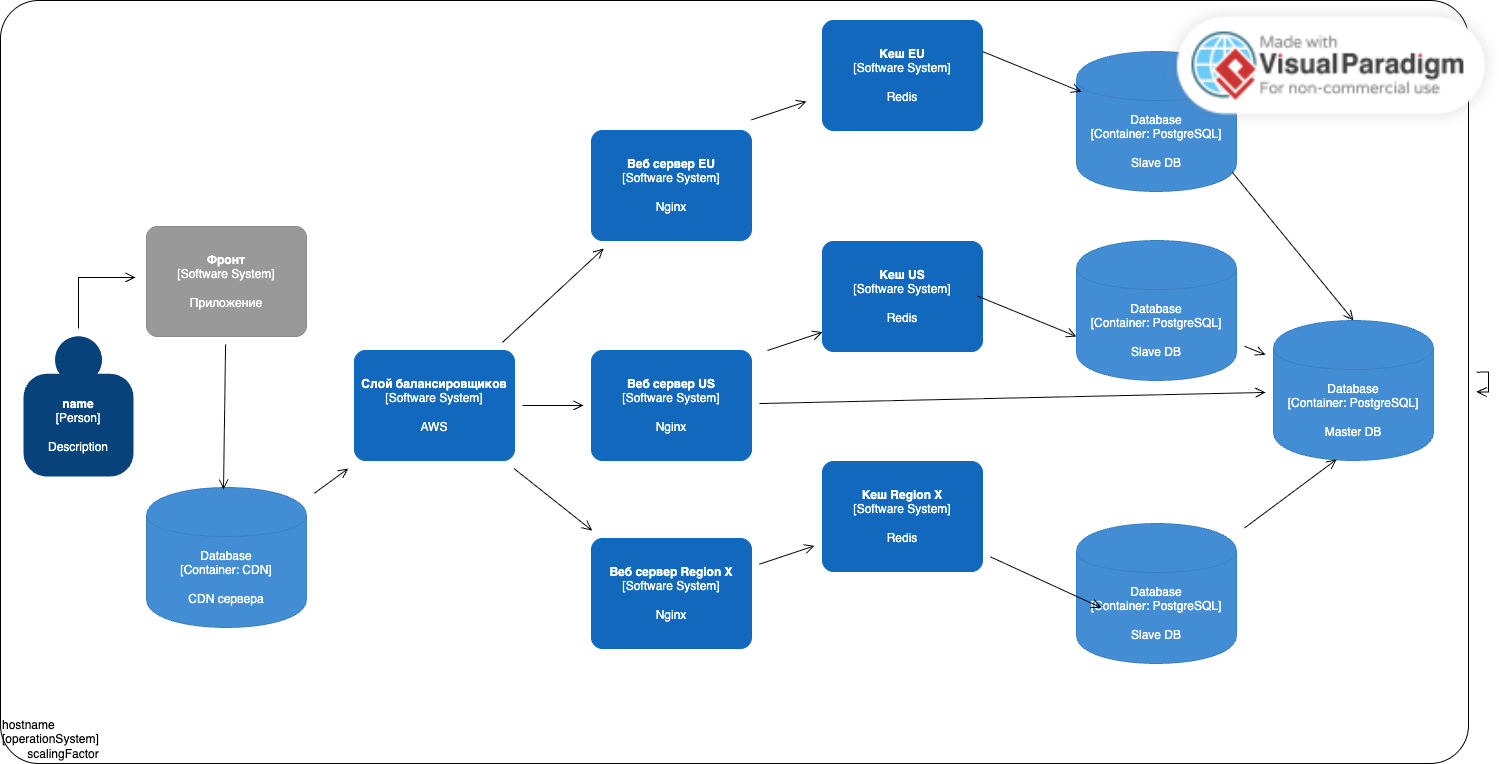 Made with
Visual Paradigm
For non-commercial use
Кеш EU
[Software System]
Redis
Database
[Container: PostgreSQL]
Slave DB
Веб сервер EU
[Software System]
Nginx
Фронт
[Software System]
Приложение
Кеш US
[Software System]
Redis
Database
[Container: PostgreSQL]
Slave DB
name
[Person]
Description
Слой балансировщиков
[Software System]
AWS
Веб сервер US
[Software System]
Nginx
Database
[Container: PostgreSQL]
Master DB
Database
[Container: CDN]
CDN сервера
Кеш Region X
[Software System]
Redis
Веб сервер Region X
[Software System]
Nginx
Database
[Container: PostgreSQL]
Slave DB
hostname
[operationSystem]
scalingFactor